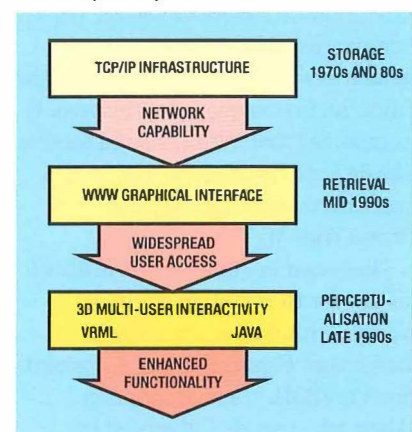 TCP/IP INFRASTRUCTURE
STORAGE
1970s AND 80s
NETWORK
CAPABILITY
WWW GRAPHICAL INTERFACE
RETRIEVAL
MID 1990s
WIDESPREAD
USER ACCESS
3D MULTI-USER INTERACTIVITY
VRML JAVA
PERCEPTU-
ALISATION
LATE 1990s
ENHANCED
FUNCTIONALITY